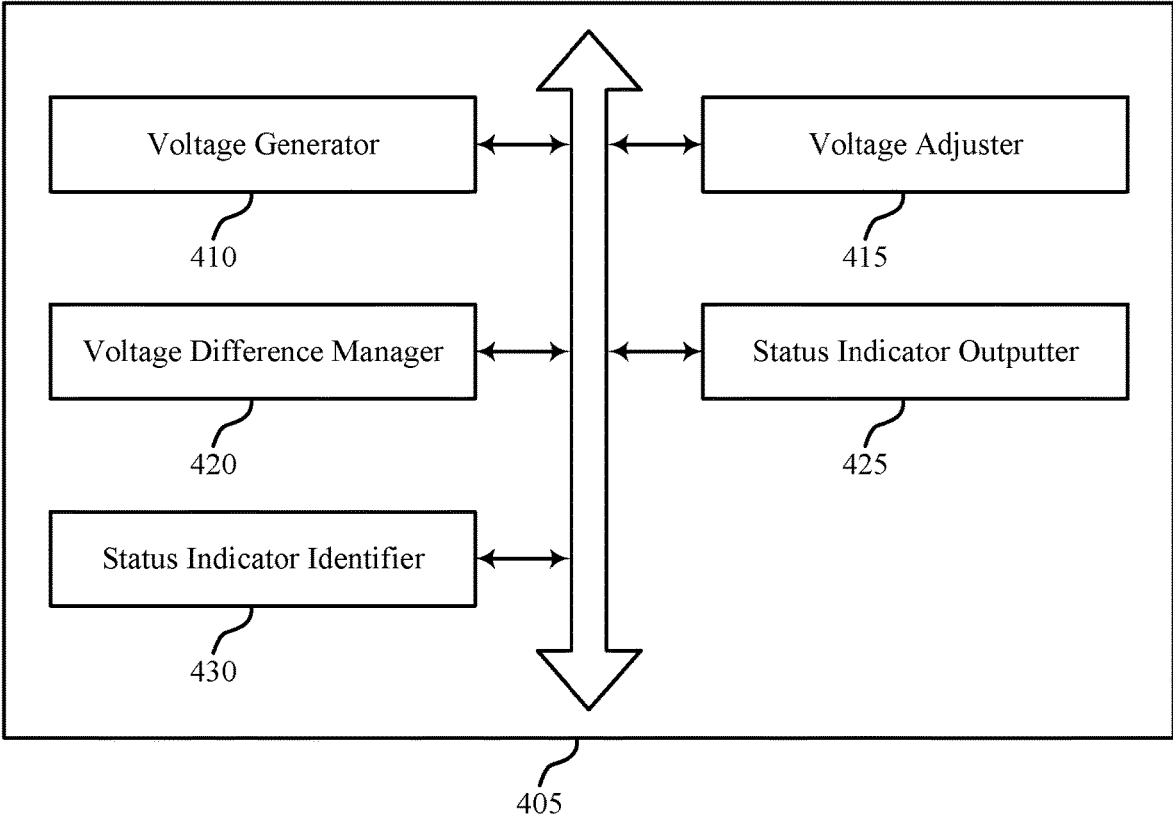 Voltage Generator
410
Voltage Adjuster
415
Voltage Difference Manager
420
Status Indicator Outputter
425
Status Indicator Identifier
430
405